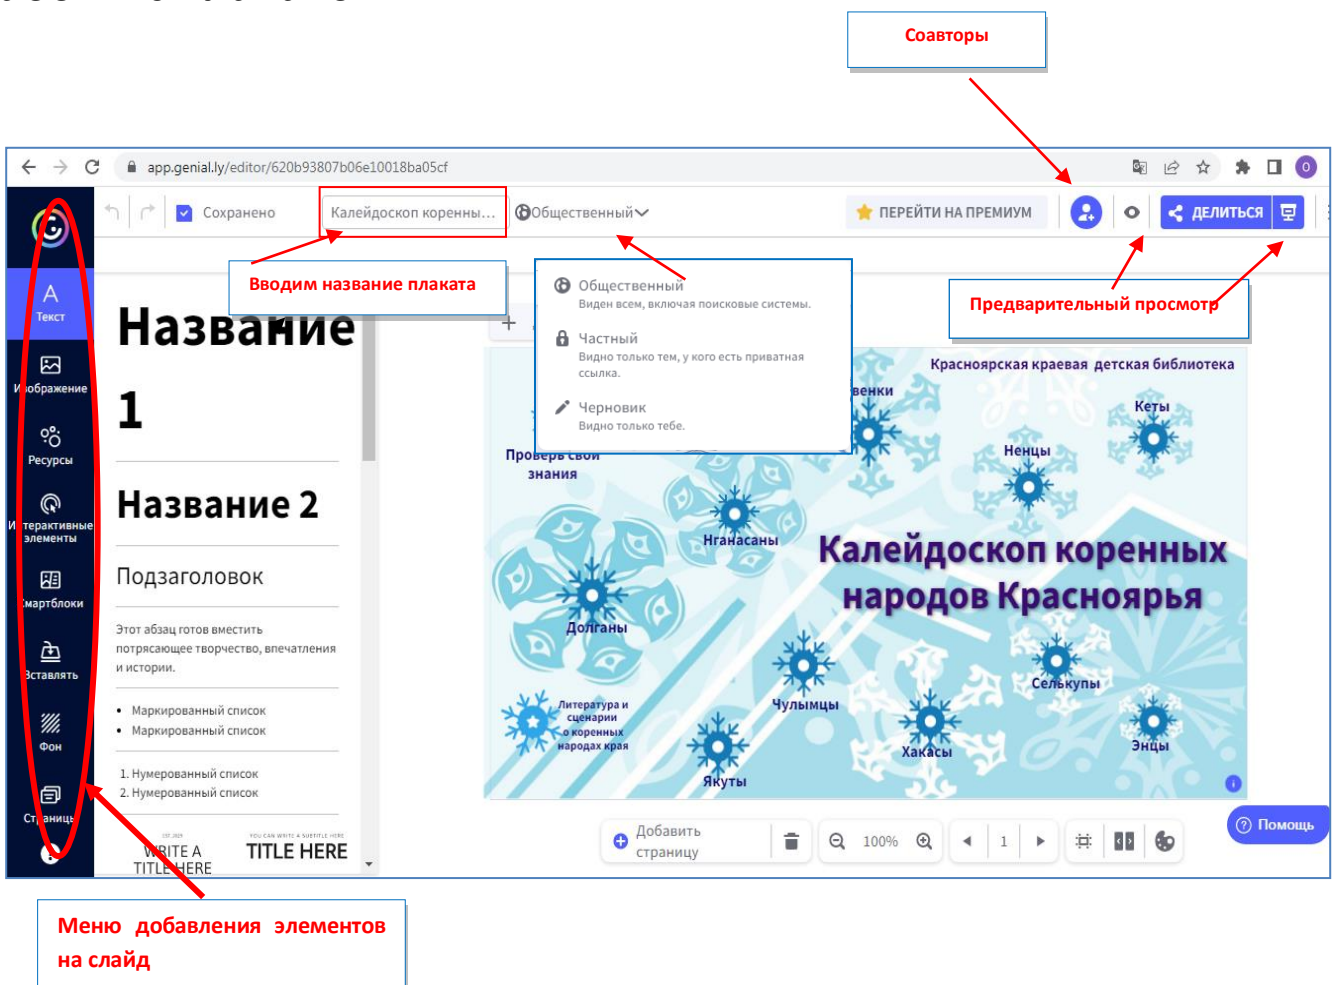 Соавторы
app.genial.ly/editor/620b93807b06e10018ba05cf
О
Сохранено
Калейдоскоп коренны...
Общественный
ПЕРЕЙТИ НА ПРЕМИУМ
ДЕЛИТЬСЯ
Вводим название плаката
Предварительный просмотр
Общественный
Виден всем, включая поисковые системы.
Частный
Видно только тем, у кого есть приватная
ссылка.
Черновик
Видно только тебе.
Текст
Изображение
Ресурсы
Интерактивные
элементы
Смартблоки
Вставлять
Фон
Страницы
Название
1
Название 2
Подзаголовок
Этот абзац готов вместить
потрясающее творчество, впечатления
и истории.
• Маркированный список
• Маркированный список
1. Нумерованный список
2. Нумерованный список
WRITE A
TITLE HERE
YOU CAN WRITE A SUBTITLE HERE
TITLE HERE
Красноярская краевая детская библиотека
Кеты
Ненцы
Проверь свои
знания
Нганасаны
Калейдоскоп коренных
народов Красноярья
Долганы
Селькупы
Чулымцы
Литература и
сценарии
о коренных
народах края
Хакасы
Энцы
Якуты
Добавить
страницу
100%
1
Помощь
Меню добавления элементов
на слайд